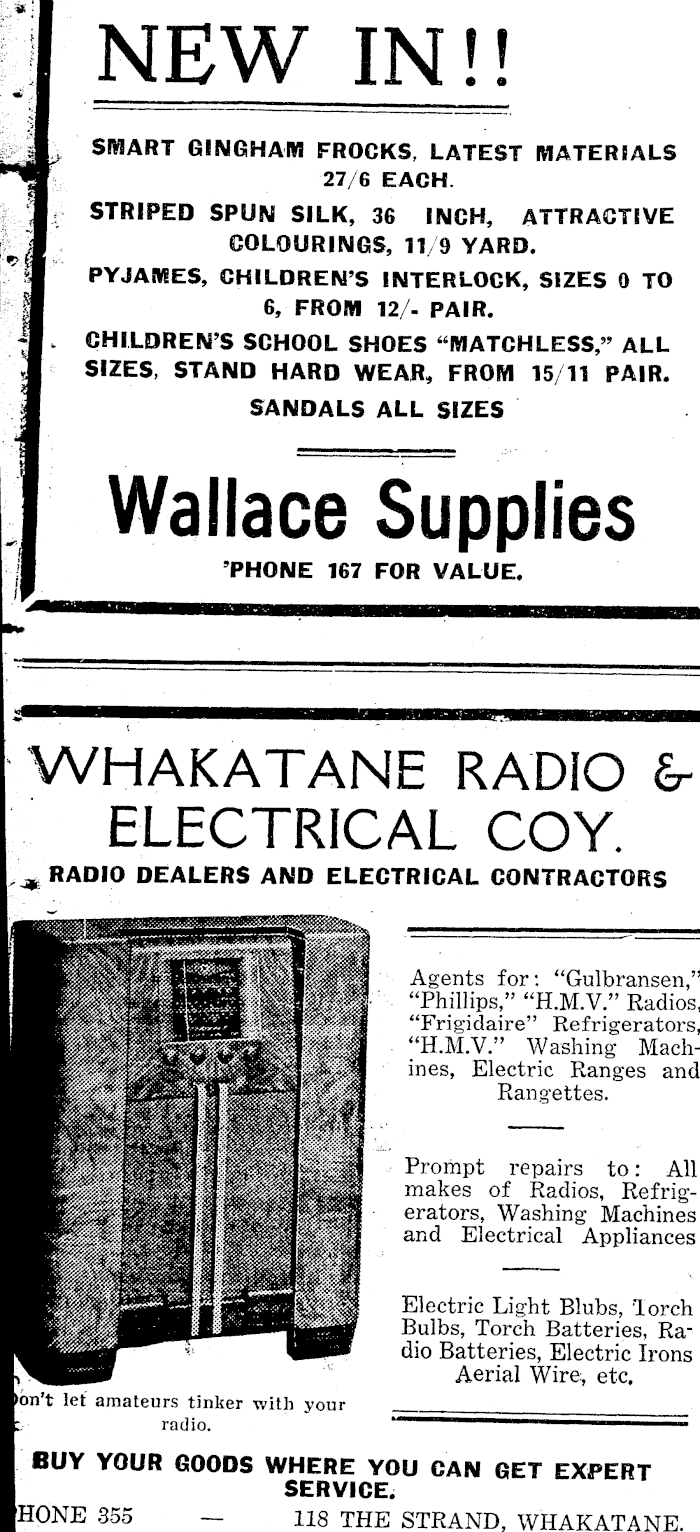 NEW IN!!
SMART GINGHAM FROCKS, LATEST MATERIALS
27/6 EACH.
STRIPED SPUN SILK, 36 INCH, ATTRACTIVE
COLOURINGS, 11/9 YARD.
PYJAMES, CHILDREN'S INTERLOCK, SIZES 0 TO
6, FROM 12/- PAIR.
CHILDREN'S SCHOOL SHOES "MATCHLESS," ALL
SIZES, STAND HARD WEAR, FROM 15/11 PAIR.
SANDALS ALL SIZES
Wallace Supplies
'PHONE 167 FOR VALUE.
WHAKATANE RADIO &
ELECTRICAL COY.
RADIO DEALERS AND ELECTRICAL CONTRACTORS
Agents for: "Gulbransen,"
"Phillips," "H.M.V." Radios,
"Frigidaire" Refrigerators,
"H.M.V." Washing Mach-
ines, Electric Ranges and
Rangettes.
Prompt repairs to: All
makes of Radios, Refrig-
erators, Washing Machines
and Electrical Appliances
Electric Light Blubs, Torch
Bulbs, Torch Batteries, Ra-
dio Batteries, Electric Irons
Aerial Wire, etc.
on't let amateurs tinker with your
radio.
BUY YOUR GOODS WHERE YOU CAN GET EXPERT
SERVICE.
HONE 355 — 118 THE STRAND, WHAKATANE.